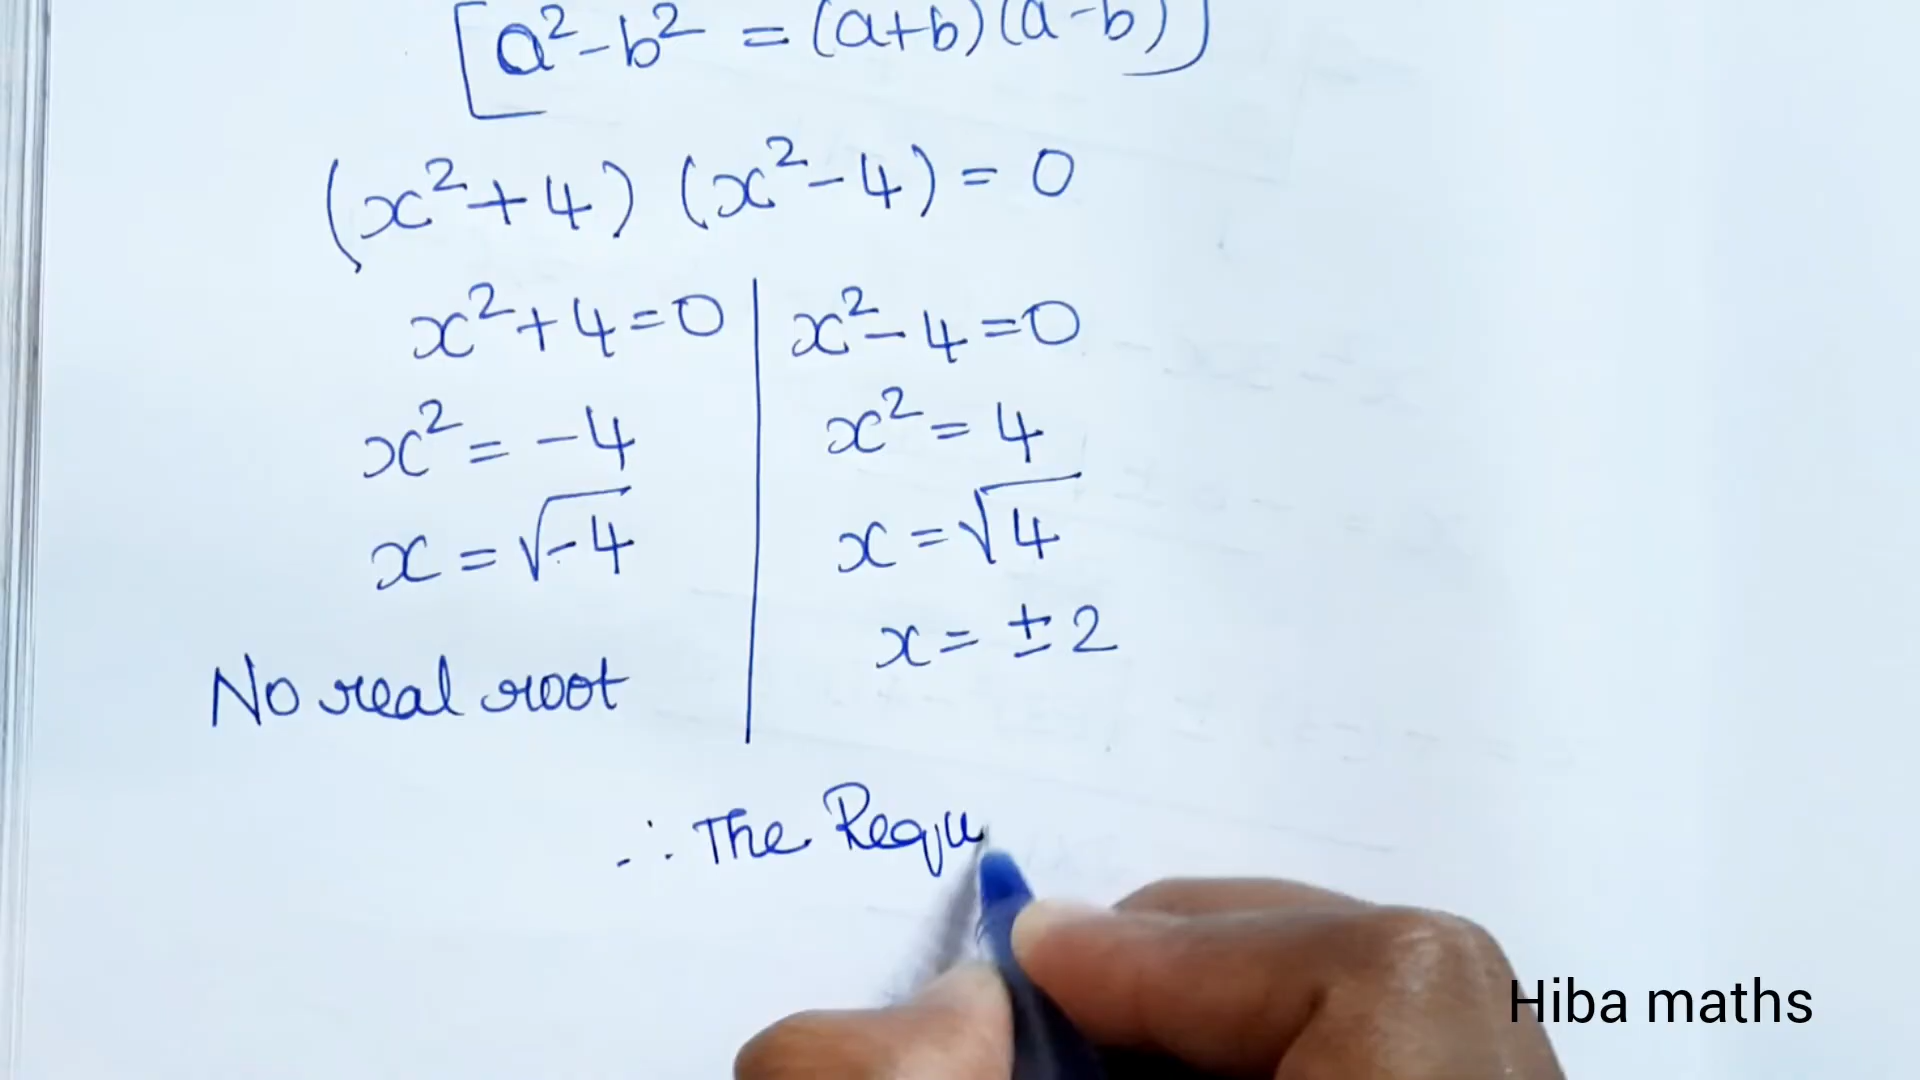 [a² - b² = (a+b)(a-b)]
(x² + 4) (x² - 4) = 0
x² + 4 = 0
x² = -4
x = √-4
No real root
x² - 4 = 0
x² = 4
x = √4
x = ± 2
∴ The Requ
Hiba maths